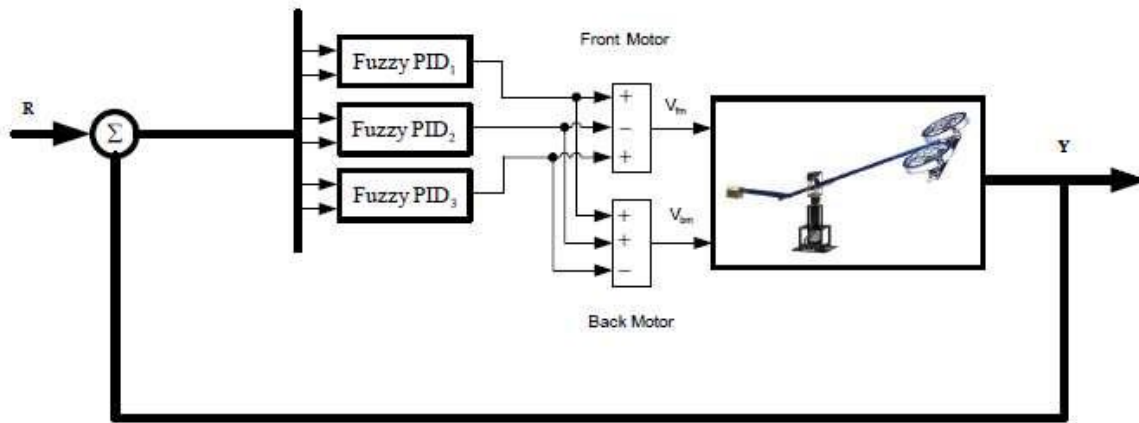 Front Motor
Fuzzy PID1
R
Σ
Fuzzy PID2
Fuzzy PID3
+
−
+
Vfm
Y
+
+
−
Vbm
Back Motor